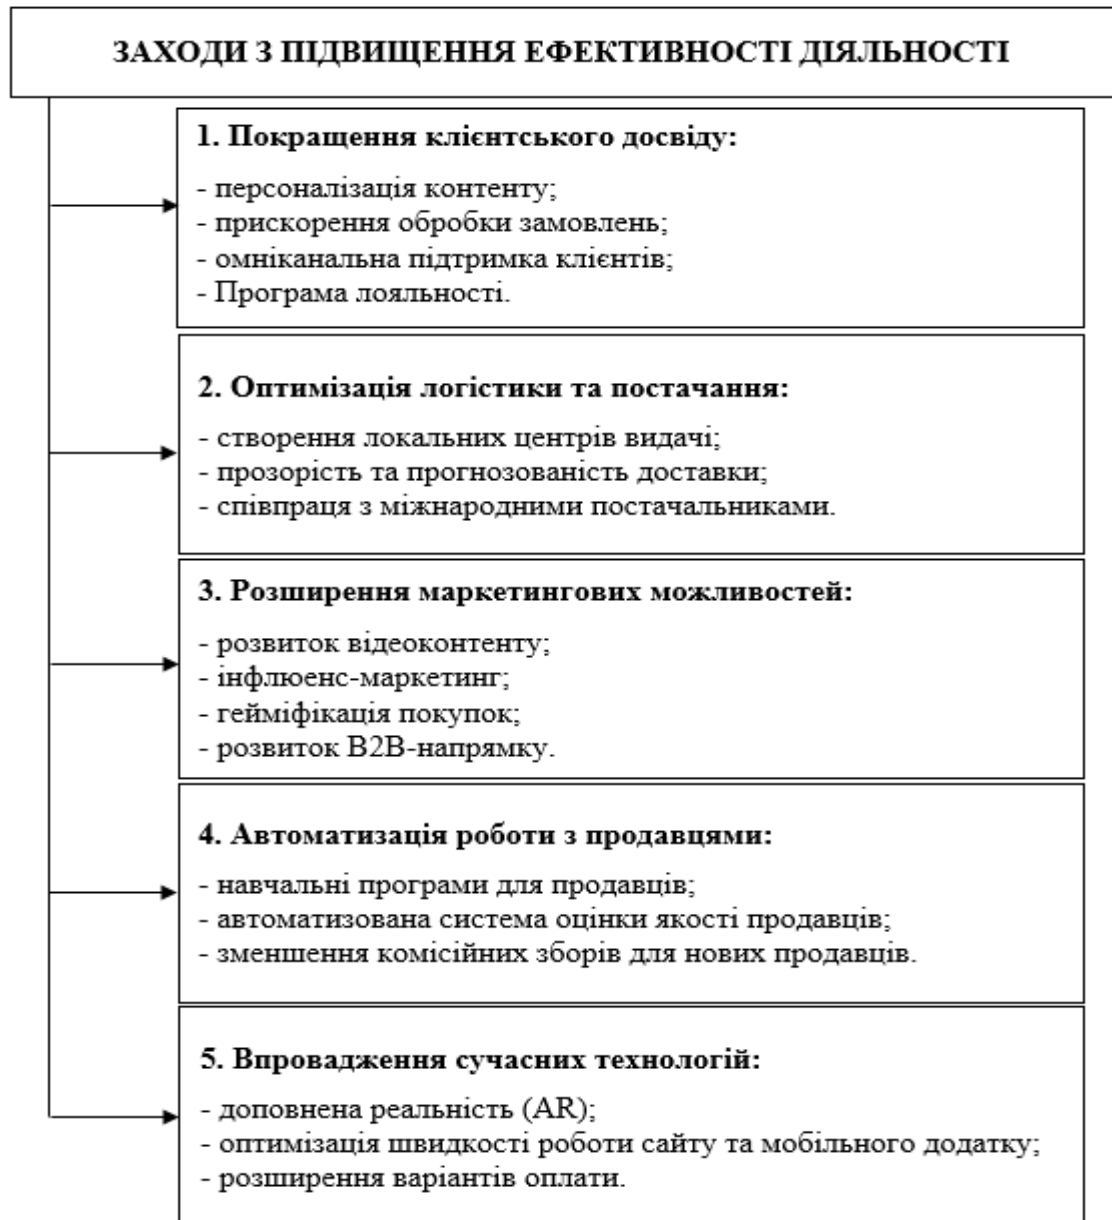 ЗАХОДИ З ПІДВИЩЕННЯ ЕФЕКТИВНОСТІ ДІЯЛЬНОСТІ
1. Покращення клієнтського досвіду:
- персоналізація контенту;
- прискорення обробки замовлень;
- омніканальна підтримка клієнтів;
- Програма лояльності.
2. Оптимізація логістики та постачання:
- створення локальних центрів видачі;
- прозорість та прогнозованість доставки;
- співпраця з міжнародними постачальниками.
3. Розширення маркетингових можливостей:
- розвиток відеоконтенту;
- інфлюенс-маркетинг;
- гейміфікація покупок;
- розвиток B2B-напрямку.
4. Автоматизація роботи з продавцями:
- навчальні програми для продавців;
- автоматизована система оцінки якості продавців;
- зменшення комісійних зборів для нових продавців.
5. Впровадження сучасних технологій:
- доповнена реальність (AR);
- оптимізація швидкості роботи сайту та мобільного додатку;
- розширення варіантів оплати.